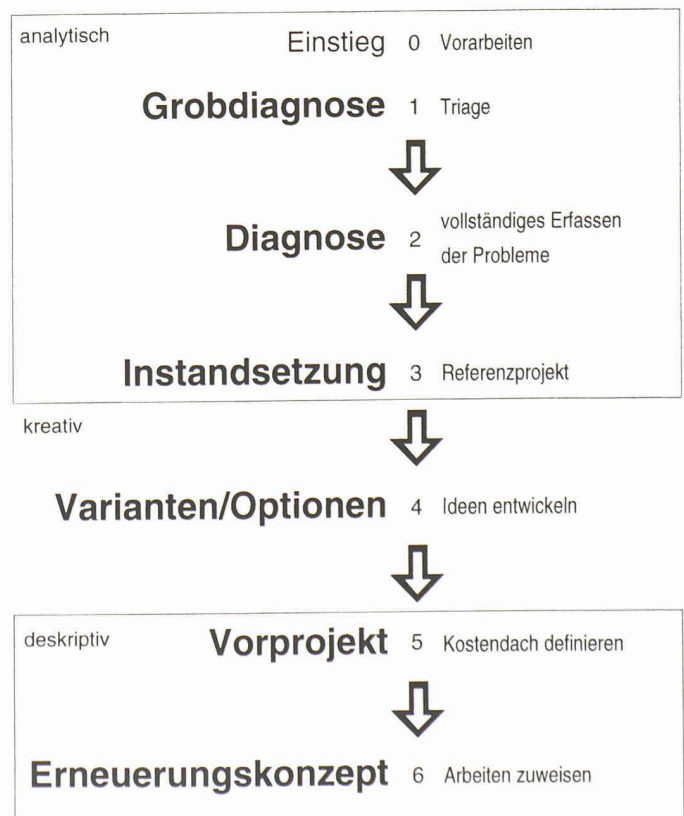 analytisch
Einstieg 0 Vorarbeiten
Grobdiagnose 1 Triage
Diagnose 2 vollständiges Erfassen
der Probleme
Instandsetzung 3 Referenzprojekt
kreativ
Varianten/Optionen 4 Ideen entwickeln
deskriptiv
Vorprojekt 5 Kostendach definieren
Erneuerungskonzept 6 Arbeiten zuweisen